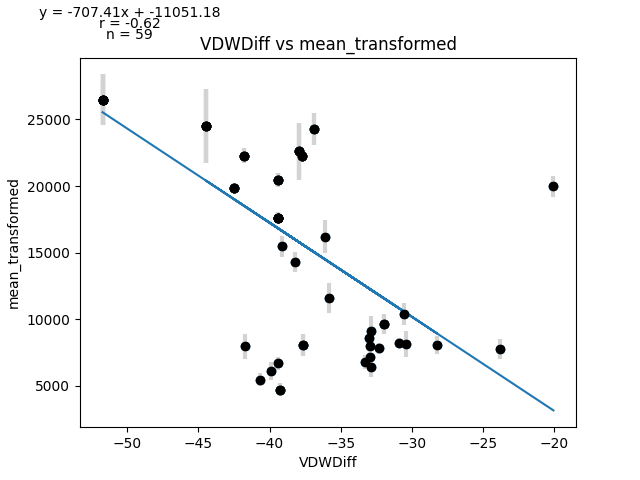 y = -707.41x + -11051.18
r = -0.62
n = 59
VDWDiff vs mean_transformed
mean_transformed
25000
20000
15000
10000
5000
−50
−45
−40
−35
−30
−25
−20
VDWDiff